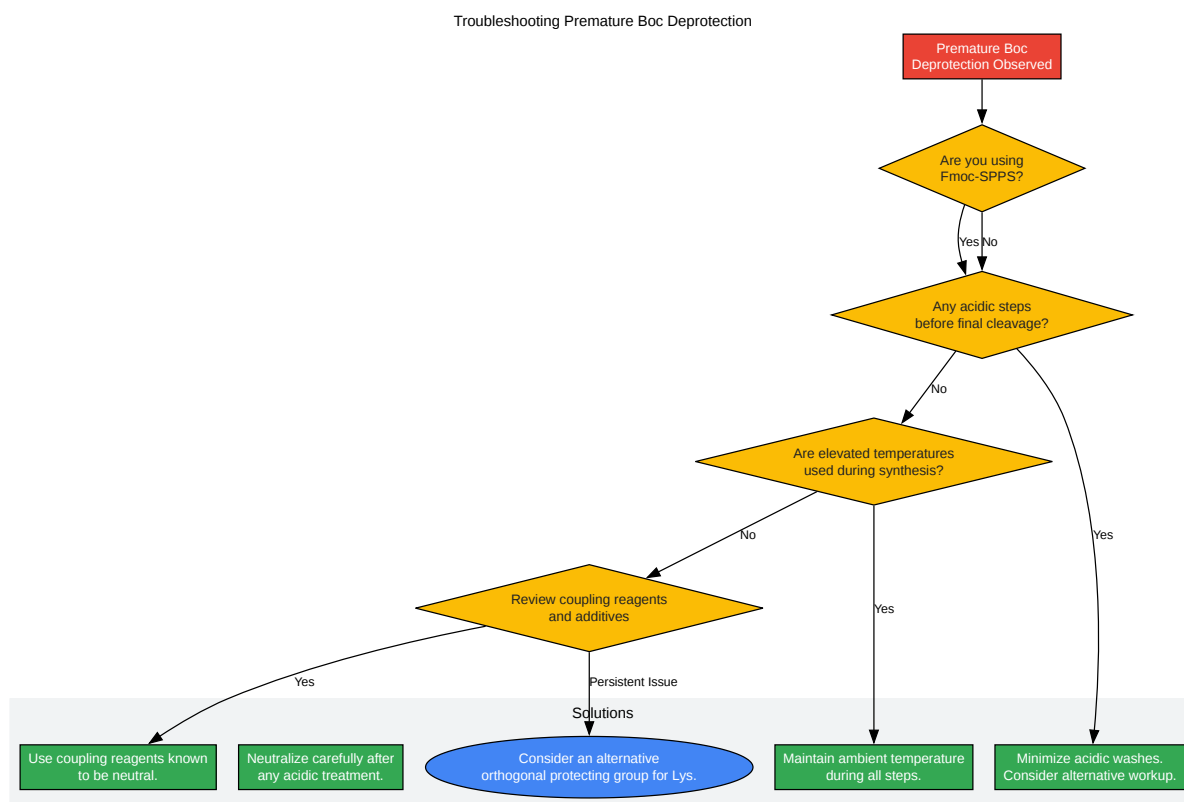 Troubleshooting Premature Boc Deprotection
Premature Boc
Deprotection Observed
Are you using
Fmoc-SPPS?
Yes
No
Any acidic steps
before final cleavage?
No
Are elevated temperatures
used during synthesis?
No
Yes
Yes
Review coupling reagents
and additives
Yes
Persistent Issue
Solutions
Use coupling reagents known
to be neutral.
Neutralize carefully after
any acidic treatment.
Consider an alternative
orthogonal protecting group for Lys.
Maintain ambient temperature
during all steps.
Minimize acidic washes.
Consider alternative workup.